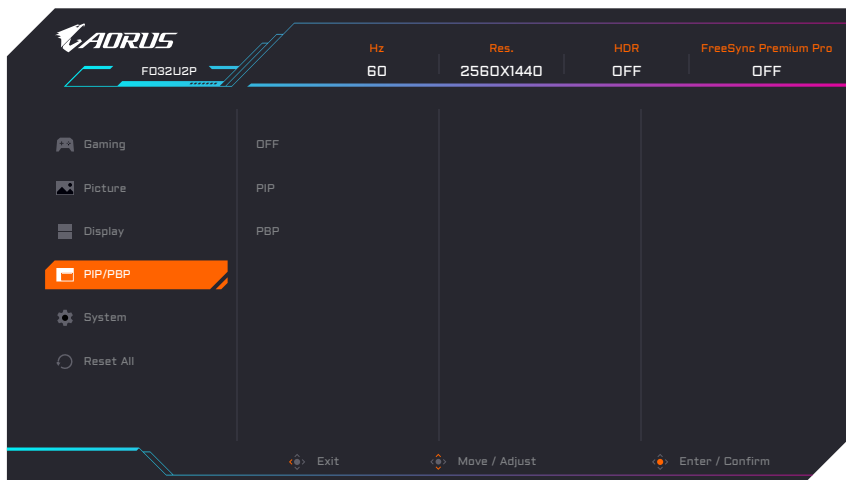 AORUS
FO32U2P
Hz
Res.
HDR
FreeSync Premium Pro
60
2560X1440
OFF
OFF
Gaming
OFF
Picture
PIP
Display
PBP
PIP/PBP
System
Reset All
Exit
Move / Adjust
Enter / Confirm